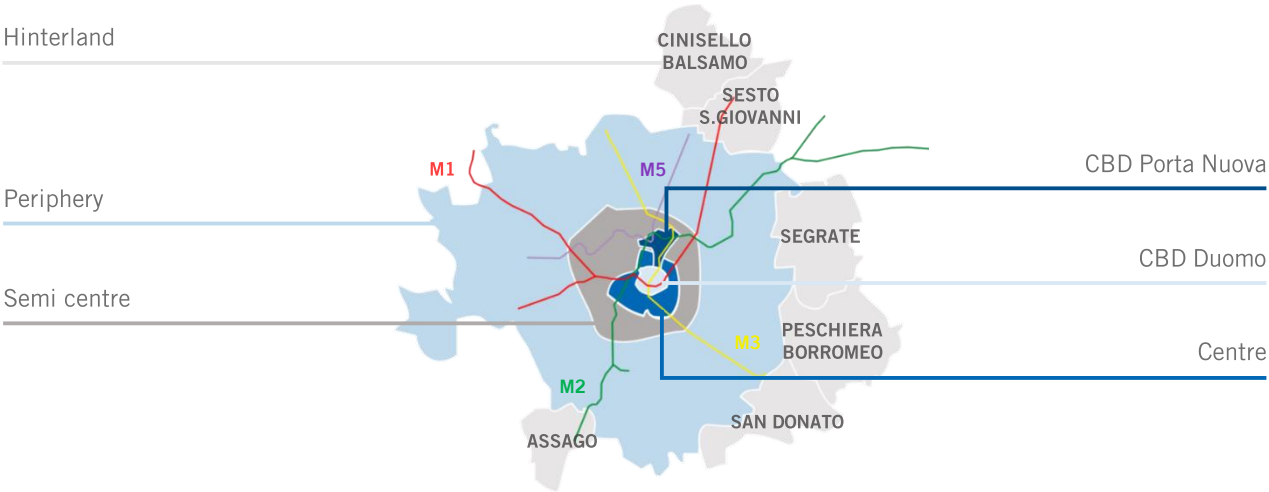 Hinterland
CINISELLO
BALSAMO
SESTO
S.GIOVANNI
M1
M5
CBD Porta Nuova
Periphery
SEGRATE
CBD Duomo
Semi centre
PESCHIERA
BORROMEO
M3
Centre
M2
SAN DONATO
ASSAGO